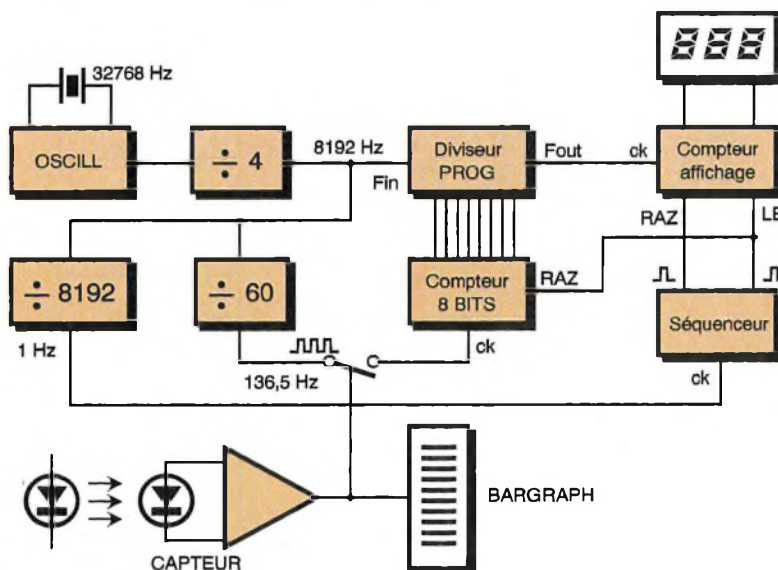 888
32768 Hz
OSCILL
÷ 4
8192 Hz
Fin
Diviseur
PROG
Fout
ck
Compteur
affichage
RAZ
LE
÷ 8192
÷ 60
Compteur
8 BITS
RAZ
Séquenceur
1 Hz
136,5 Hz
ck
ck
CAPTEUR
BARGRAPH